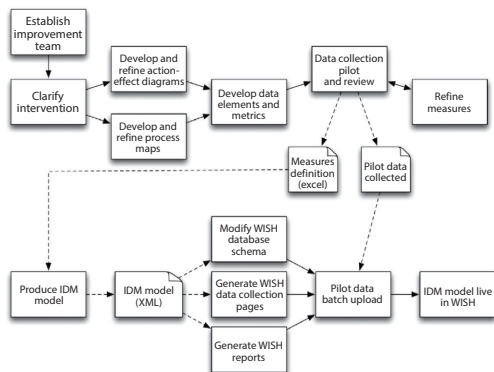 Establish
improvement
team
Clarify
intervention
Develop and
refine action-
effect diagrams
Develop and
refine process
maps
Develop data
elements and
metrics
Data collection
pilot
and review
Refine
measures
Measures
definition
(excel)
Pilot data
collected
Produce IDM
model
IDM model
(XML)
Modify WISH
database
schema
Generate WISH
data collection
pages
Generate WISH
reports
Pilot data
batch upload
IDM model live
in WISH